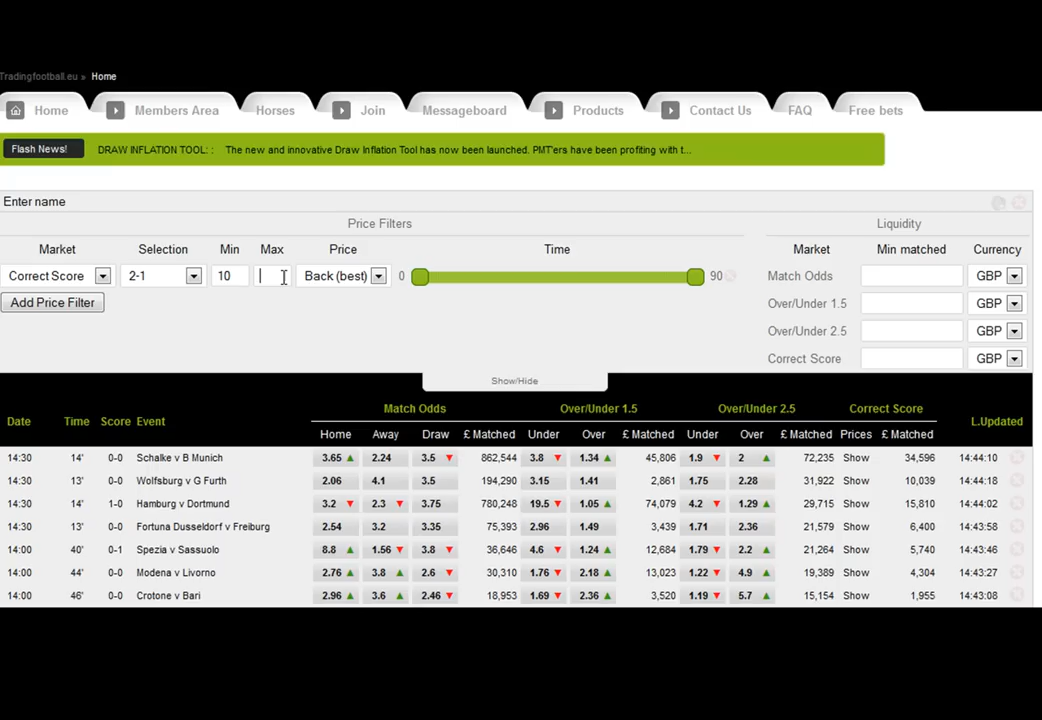 Tradingfootball.eu » Home
Home Members Area Horses Join Messageboard Products Contact Us FAQ Free bets
Flash News! DRAW INFLATION TOOL: : The new and innovative Draw Inflation Tool has now been launched. PMT'ers have been profiting with t...
Enter name
Price Filters Liquidity
Market Selection Min Max Price Time Market Min matched Currency
Correct Score 2-1 10 Back (best) 0 90 Match Odds GBP
Add Price Filter Over/Under 1.5 GBP
Over/Under 2.5 GBP
Correct Score GBP
Show/Hide
Match Odds Over/Under 1.5 Over/Under 2.5 Correct Score
Date Time Score Event L.Updated
Home Away Draw £ Matched Under Over £ Matched Under Over £ Matched Prices £ Matched
14:30 14' 0-0 Schalke v B Munich 3.65 2.24 3.5 862,544 3.8 1.34 45,806 1.9 2 72,235 Show 34,596 14:44:10
14:30 13' 0-0 Wolfsburg v G Furth 2.06 4.1 3.5 194,290 3.15 1.41 2,861 1.75 2.28 31,922 Show 10,039 14:44:18
14:30 14' 1-0 Hamburg v Dortmund 3.2 2.3 3.75 780,248 19.5 1.05 74,079 4.2 1.29 29,715 Show 15,810 14:44:02
14:30 13' 0-0 Fortuna Dusseldorf v Freiburg 2.54 3.2 3.35 75,393 2.96 1.49 3,439 1.71 2.36 21,579 Show 6,400 14:43:58
14:00 40' 0-1 Spezia v Sassuolo 8.8 1.56 3.8 36,646 4.6 1.24 12,684 1.79 2.2 21,264 Show 5,740 14:43:46
14:00 44' 0-0 Modena v Livorno 2.76 3.8 2.6 30,310 1.76 2.18 13,023 1.22 4.9 19,389 Show 4,304 14:43:27
14:00 46' 0-0 Crotone v Bari 2.96 3.6 2.46 18,953 1.69 2.36 3,520 1.19 5.7 15,154 Show 1,955 14:43:08